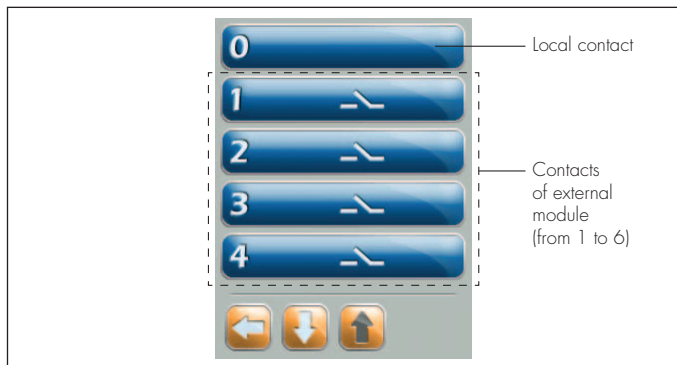 0
Local contact
1
2
3
4
Contacts
of external
module
(from 1 to 6)